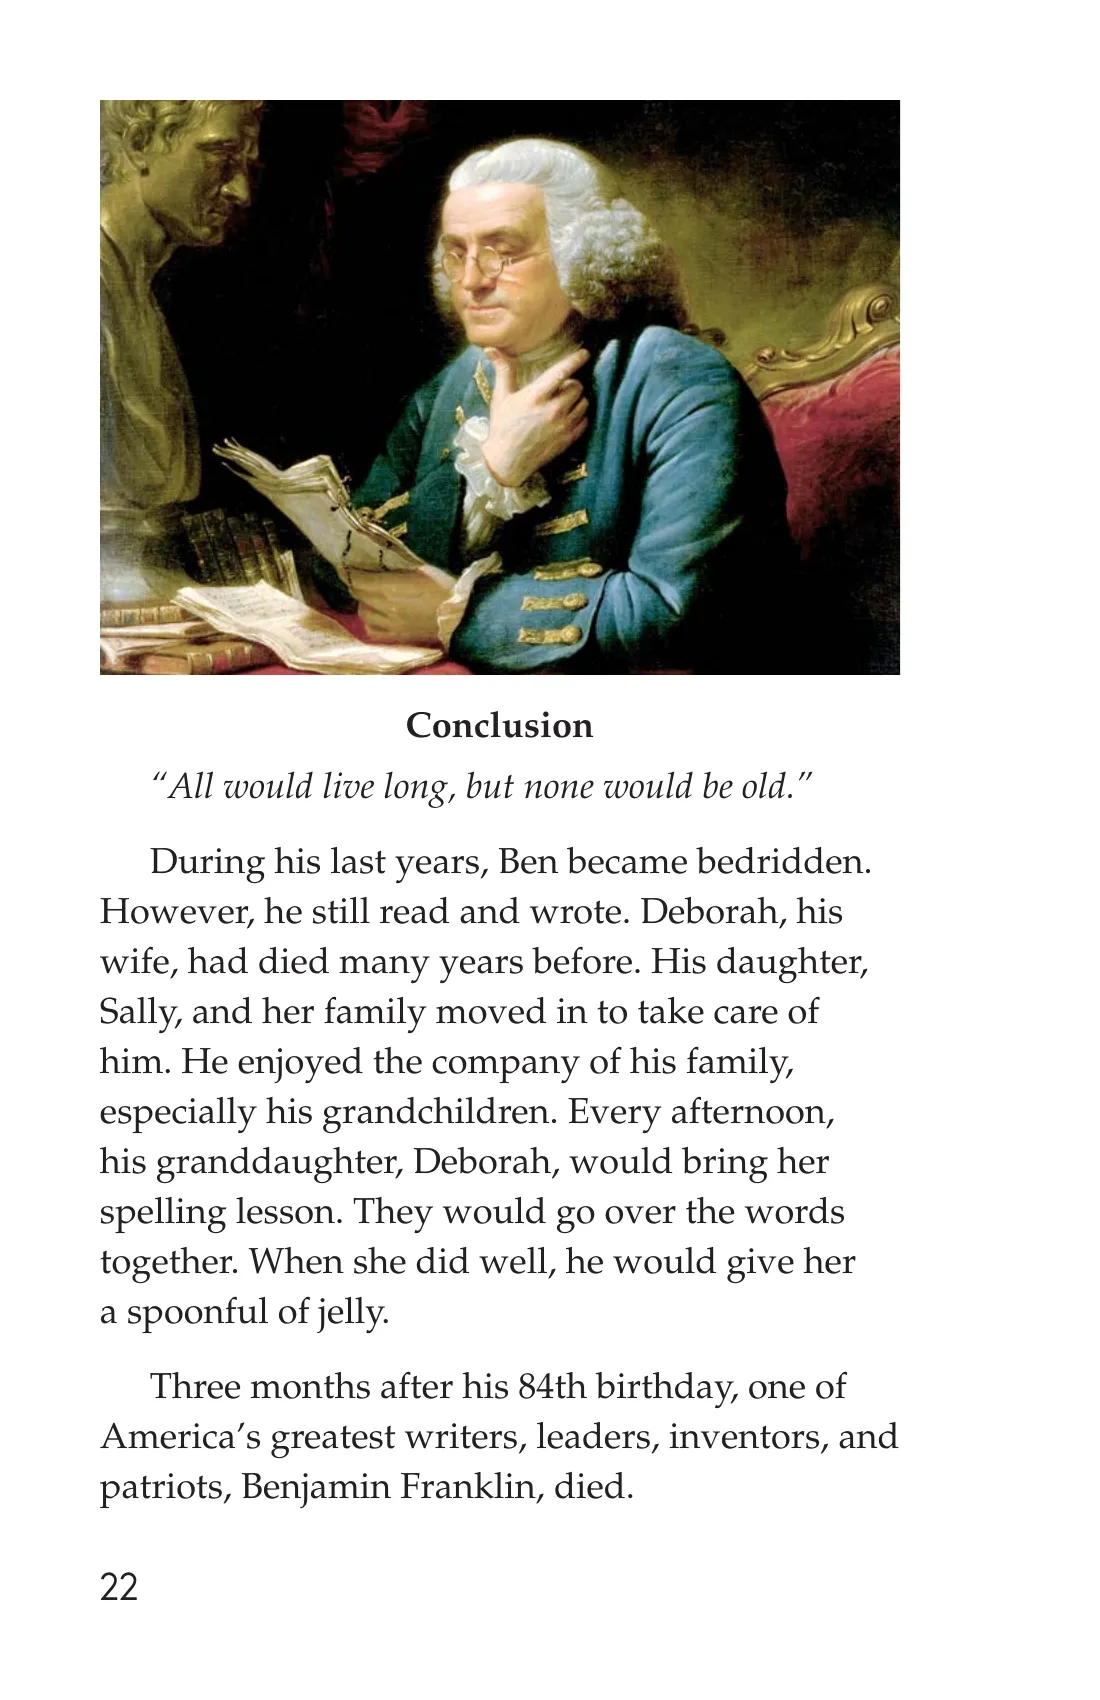 Conclusion
“All would live long, but none would be old.”
During his last years, Ben became bedridden.
However, he still read and wrote. Deborah, his
wife, had died many years before. His daughter,
Sally, and her family moved in to take care of
him. He enjoyed the company of his family,
especially his grandchildren. Every afternoon,
his granddaughter, Deborah, would bring her
spelling lesson. They would go over the words
together. When she did well, he would give her
a spoonful of jelly.
Three months after his 84th birthday, one of
America’s greatest writers, leaders, inventors, and
patriots, Benjamin Franklin, died.
22